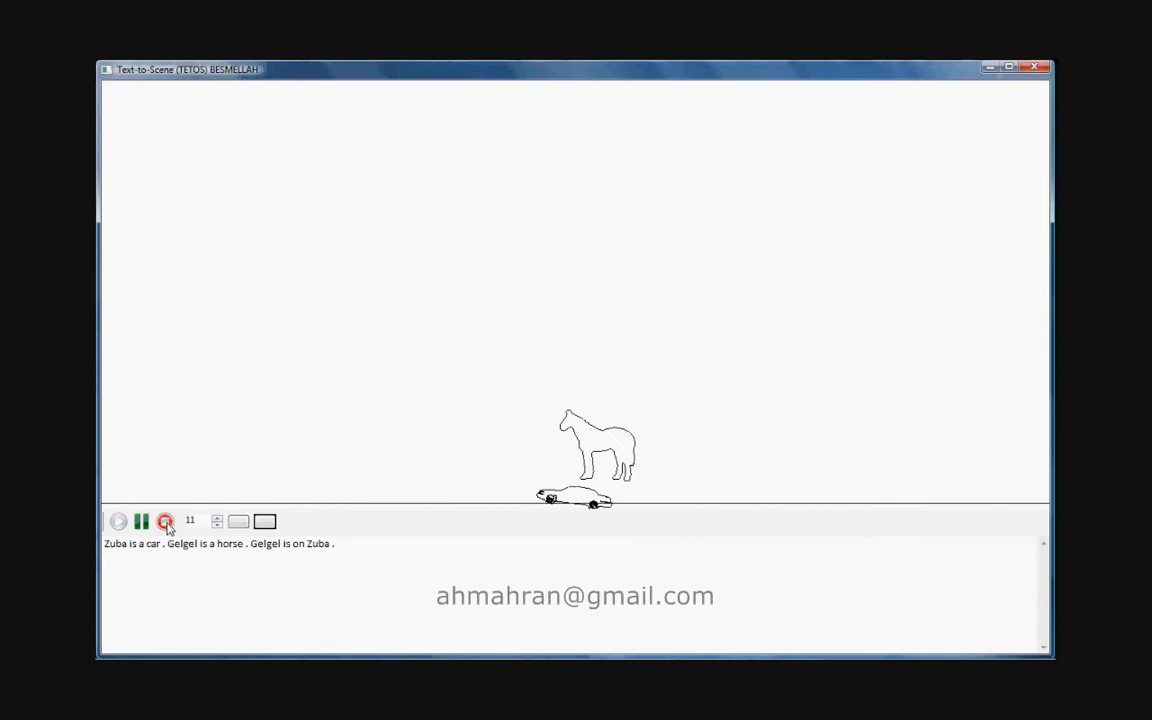 Text-to-Scene (TETOS) BESMELLAH
11
Zuba is a car . Gelgel is a horse . Gelgel is on Zuba .
ahmahran@gmail.com